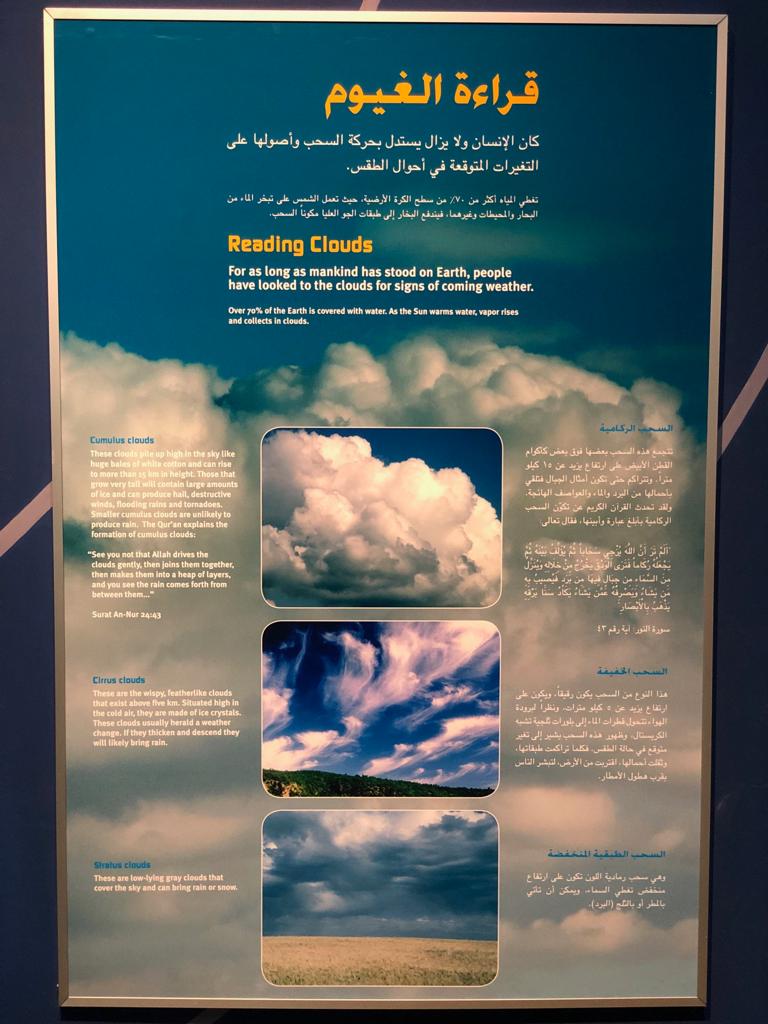 قراءة الغيوم
كان الإنسان ولا يزال يستدل بحركة السحب وأصولها على
التغيرات المتوقعة في أحوال الطقس.
تغطي المياه أكثر من ٧٠٪ من سطح الكرة الأرضية، حيث تعمل الشمس على تبخر الماء من
البحار والمحيطات وغيرهما، فيندفع البخار إلى طبقات الجو العليا مكوناً السحب.
Reading Clouds
For as long as mankind has stood on Earth, people
have looked to the clouds for signs of coming weather.
Over 70% of the Earth is covered with water. As the Sun warms water, vapor rises
and collects in clouds.
Cumulus clouds
These clouds pile up high in the sky like
huge bales of white cotton and can rise
to more than 15 km in height. Those that
grow very tall will contain large amounts
of ice and can produce hail, destructive
winds, flooding rains and tornadoes.
Smaller cumulus clouds are unlikely to
produce rain. The Qur'an explains the
formation of cumulus clouds:
"See you not that Allah drives the
clouds gently, then joins them together,
then makes them into a heap of layers,
and you see the rain comes forth from
between them..."
Surat An-Nur 24:43
السحب الركامية
تتجمع هذه السحب بعضها فوق بعض كأكوام
القطن الأبيض على ارتفاع يزيد عن ١٥ كيلو
متراً، وتتراكم حتى تكون أمثال الجبال فتلقي
بأحمالها من البرد والماء والعواصف الهائجة.
ولقد تحدث القرآن الكريم عن تكوّن السحب
الركامية بأبلغ عبارة وأبينها، فقال تعالى:
"أَلَمْ تَرَ أَنَّ اللَّهَ يُزْجِي سَحَاباً ثُمَّ يُؤَلِّفُ بَيْنَهُ ثُمَّ
يَجْعَلُهُ رُكَاماً فَتَرَى الْوَدْقَ يَخْرُجُ مِنْ خِلَالِهِ وَيُنَزِّلُ
مِنَ السَّمَاءِ مِن جِبَالٍ فِيهَا مِن بَرَدٍ فَيُصِيبُ بِهِ
مَن يَشَاءُ وَيَصْرِفُهُ عَن مَّن يَشَاءُ يَكَادُ سَنَا بَرْقِهِ
يَذْهَبُ بِالْأَبْصَارِ"
سورة النور: آية رقم ٤٣
Cirrus clouds
These are the wispy, featherlike clouds
that exist above five km. Situated high in
the cold air, they are made of ice crystals.
These clouds usually herald a weather
change. If they thicken and descend they
will likely bring rain.
السحب الخفيفة
هذا النوع من السحب يكون رقيقاً، ويكون على
ارتفاع يزيد عن ٥ كيلو مترات، ونظراً لبرودة
الهواء تتحول قطرات الماء إلى بلورات ثلجية تشبه
الكريستال، وظهور هذه السحب يشير إلى تغير
متوقع في حالة الطقس. فكلما تراكمت طبقاتها،
وثقلت أحمالها، اقتربت من الأرض، لتبشر الناس
بقرب هطول الأمطار.
Stratus clouds
These are low-lying gray clouds that
cover the sky and can bring rain or snow.
السحب الطبقية المنخفضة
وهي سحب رمادية اللون تكون على ارتفاع
منخفض تغطي السماء، ويمكن أن تأتي
بالمطر أو بالثلج (البرد).